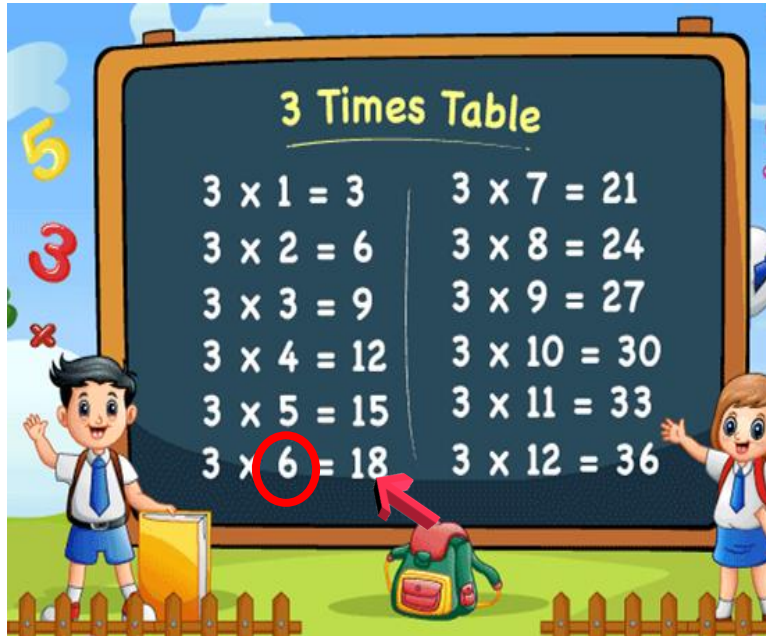 3 Times Table
3 x 1 = 3
3 x 2 = 6
3 x 3 = 9
3 x 4 = 12
3 x 5 = 15
3 x 6 = 18
3 x 7 = 21
3 x 8 = 24
3 x 9 = 27
3 x 10 = 30
3 x 11 = 33
3 x 12 = 36
5
3
x